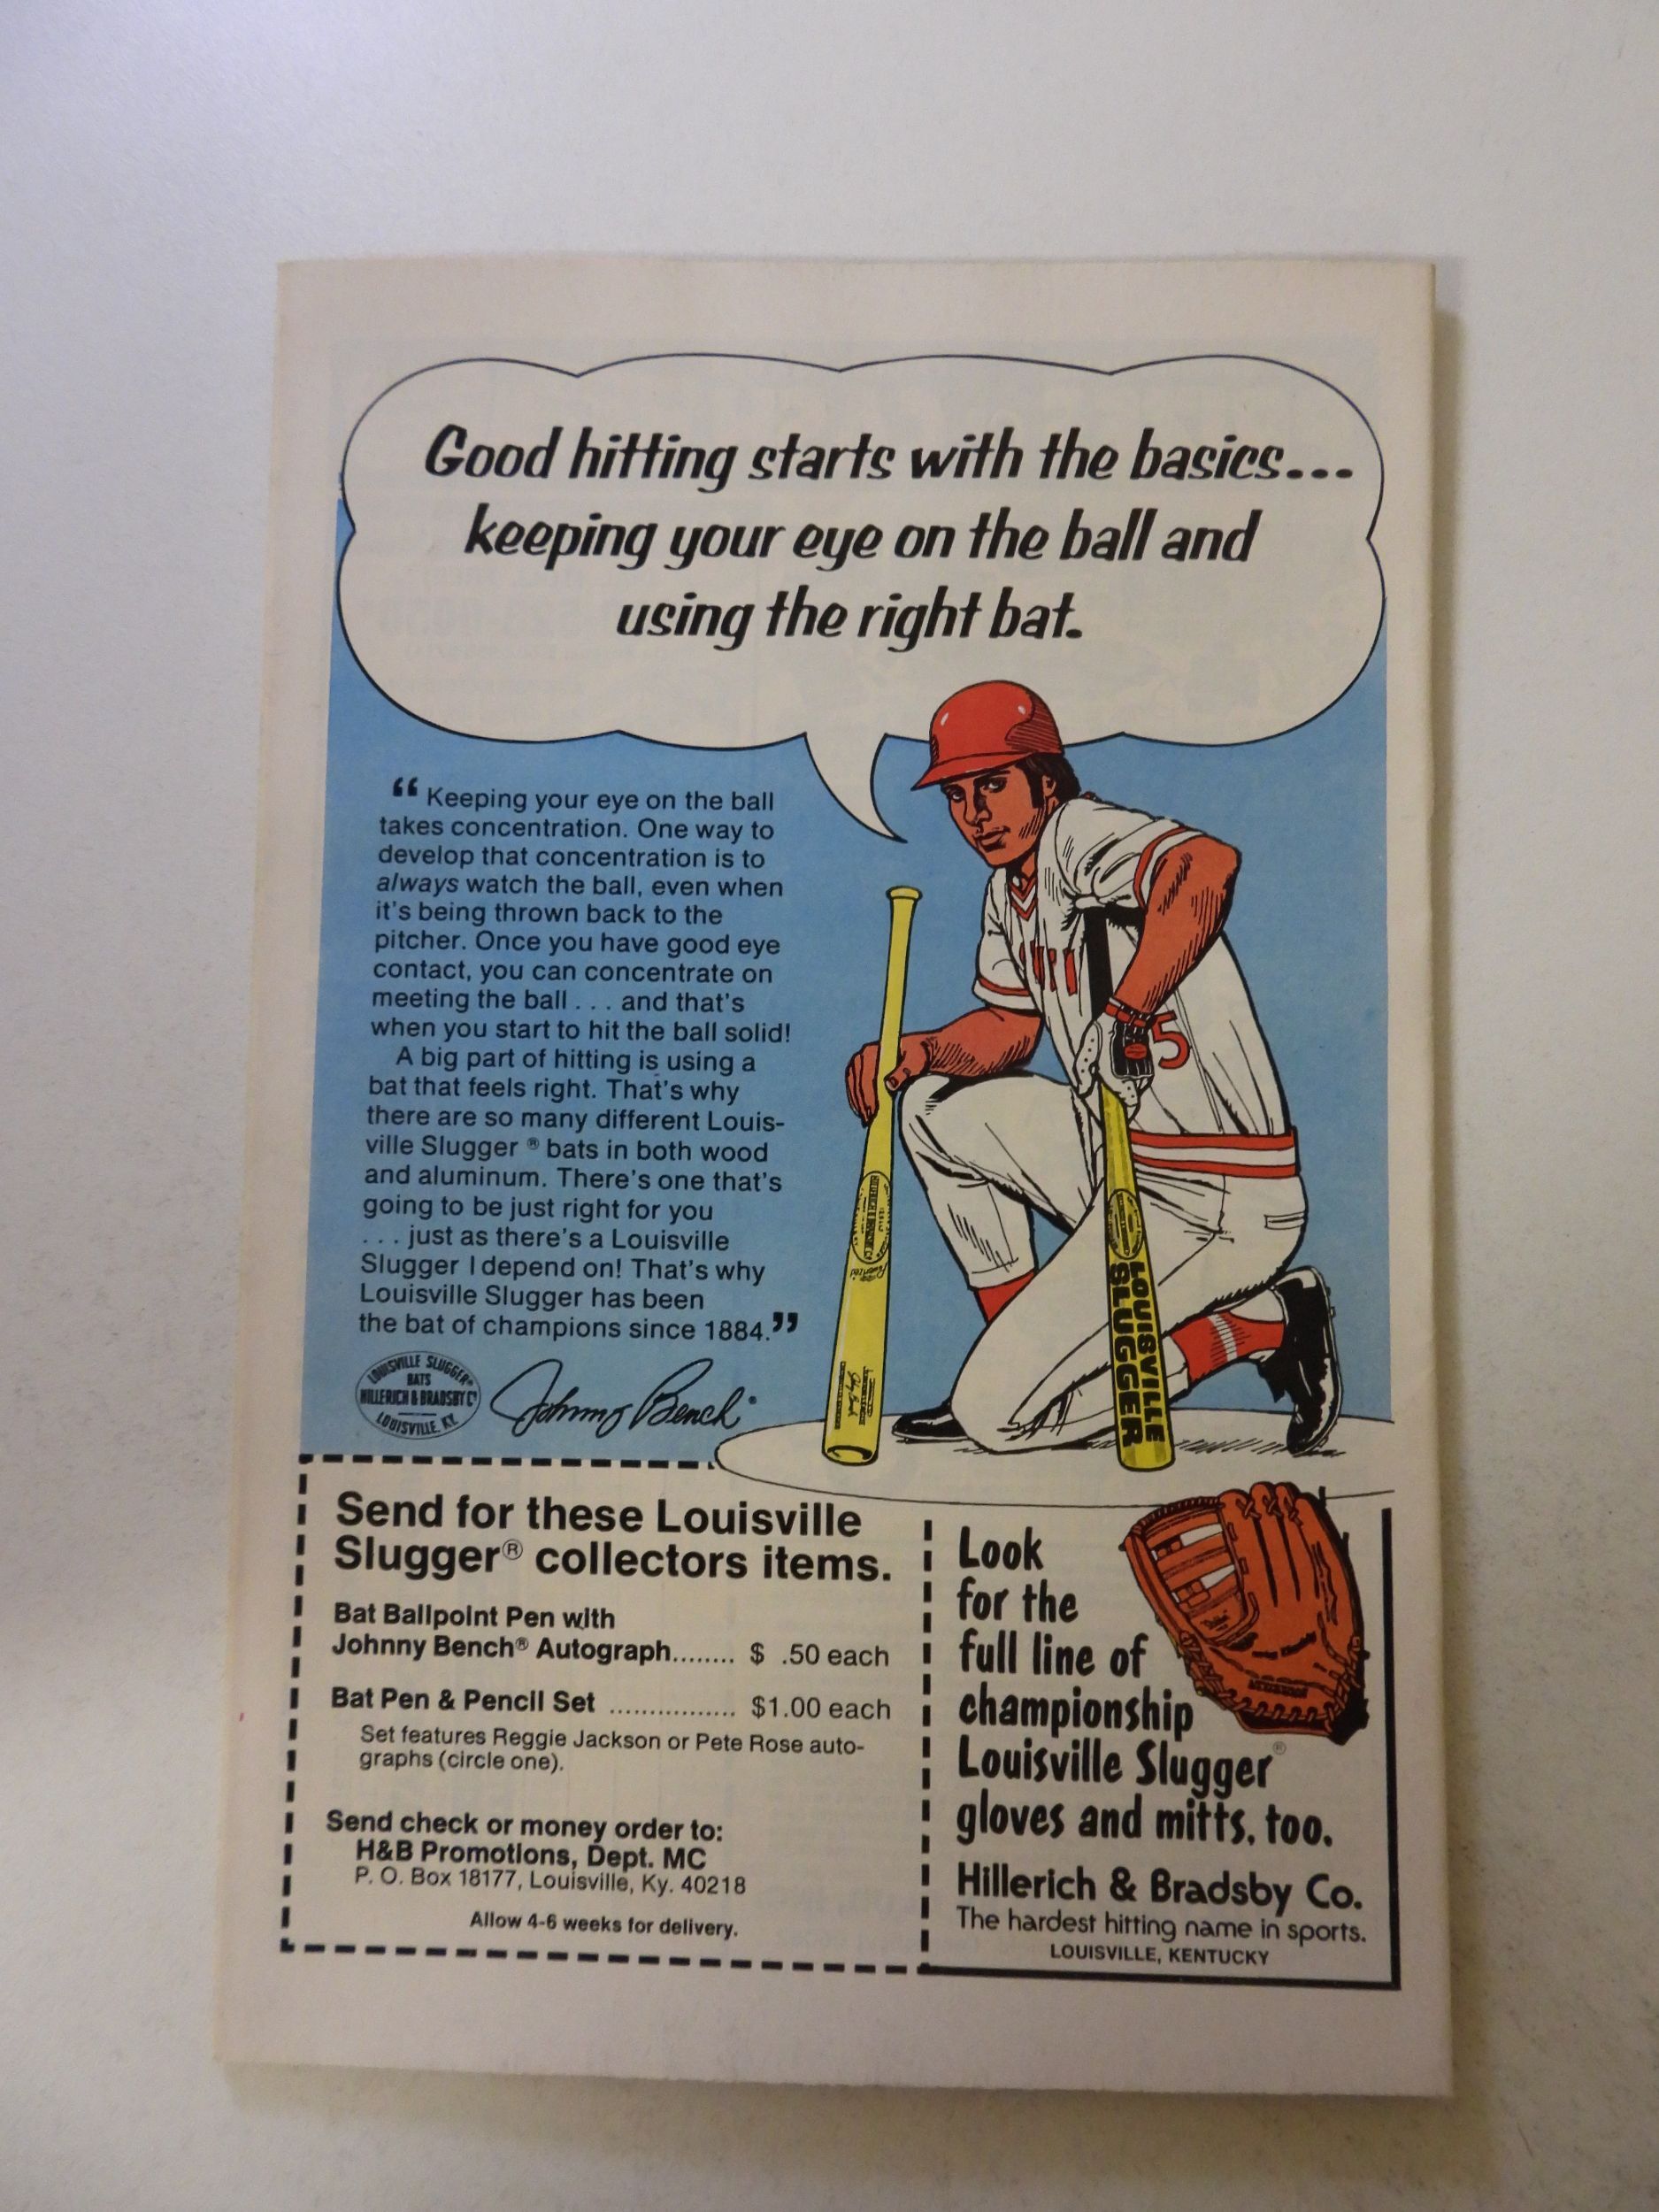 Good hitting starts with the basics...
keeping your eye on the ball and
using the right bat.
“Keeping your eye on the ball
takes concentration. One way to
develop that concentration is to
always watch the ball, even when
it's being thrown back to the
pitcher. Once you have good eye
contact, you can concentrate on
meeting the ball . . . and that's
when you start to hit the ball solid!
A big part of hitting is using a
bat that feels right. That's why
there are so many different Louis-
ville Slugger® bats in both wood
and aluminum. There's one that's
going to be just right for you
. . . just as there's a Louisville
Slugger I depend on! That's why
Louisville Slugger has been
the bat of champions since 1884.”
LOUISVILLE SLUGGER®
BATS
HILLERICH & BRADSBY Co
LOUISVILLE, KY.
Johnny Bench
5
LOUISVILLE
SLUGGER
Send for these Louisville
Slugger® collectors items.
Bat Ballpoint Pen with
Johnny Bench® Autograph........ $ .50 each
Bat Pen & Pencil Set ................ $1.00 each
Set features Reggie Jackson or Pete Rose auto-
graphs (circle one).
Send check or money order to:
H&B Promotions, Dept. MC
P. O. Box 18177, Louisville, Ky. 40218
Allow 4-6 weeks for delivery.
Look
for the
full line of
championship
Louisville Slugger®
gloves and mitts, too.
Hillerich & Bradsby Co.
The hardest hitting name in sports.
LOUISVILLE, KENTUCKY